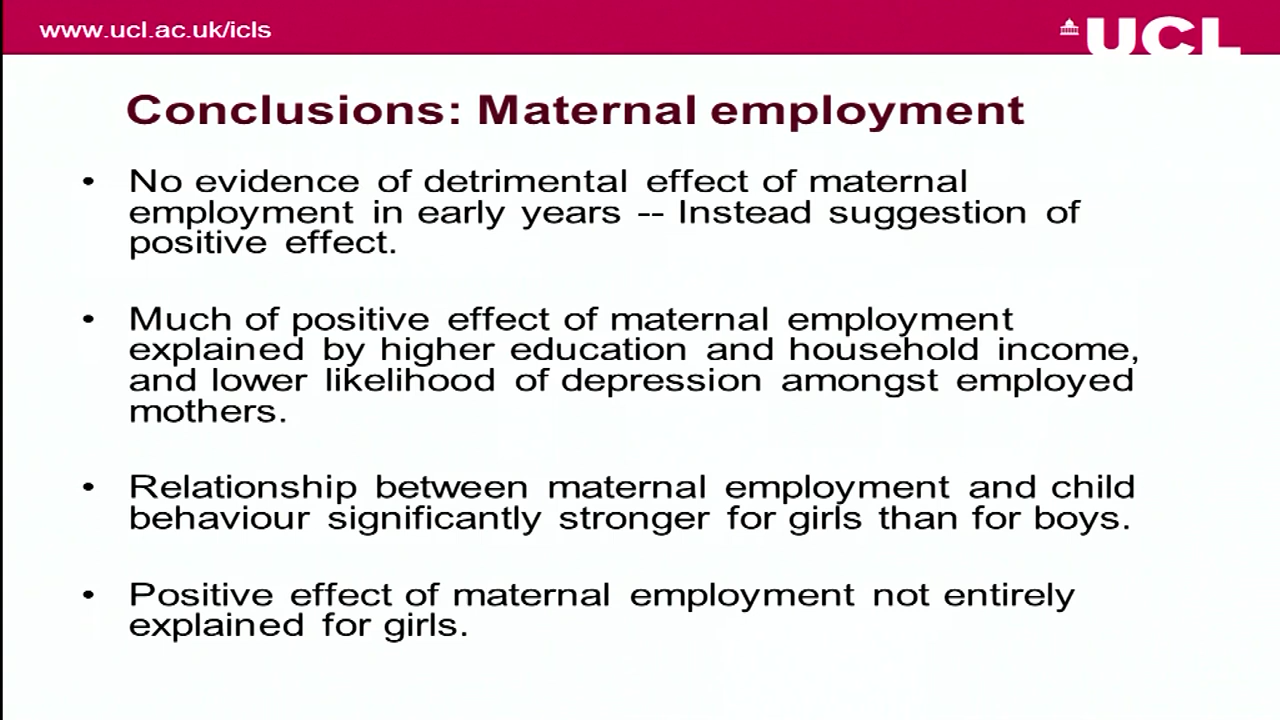 www.ucl.ac.uk/icls
UCL
Conclusions: Maternal employment
• No evidence of detrimental effect of maternal
employment in early years -- Instead suggestion of
positive effect.
• Much of positive effect of maternal employment
explained by higher education and household income,
and lower likelihood of depression amongst employed
mothers.
• Relationship between maternal employment and child
behaviour significantly stronger for girls than for boys.
• Positive effect of maternal employment not entirely
explained for girls.